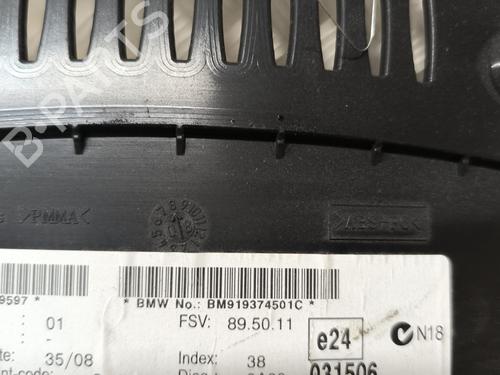 B-PARTS
>PMMA<
9597 *
* BMW No.: BM919374501C *
: 01
FSV: 89.50.11
e24
N18
: -
te: 35/08
Index: 38
031506